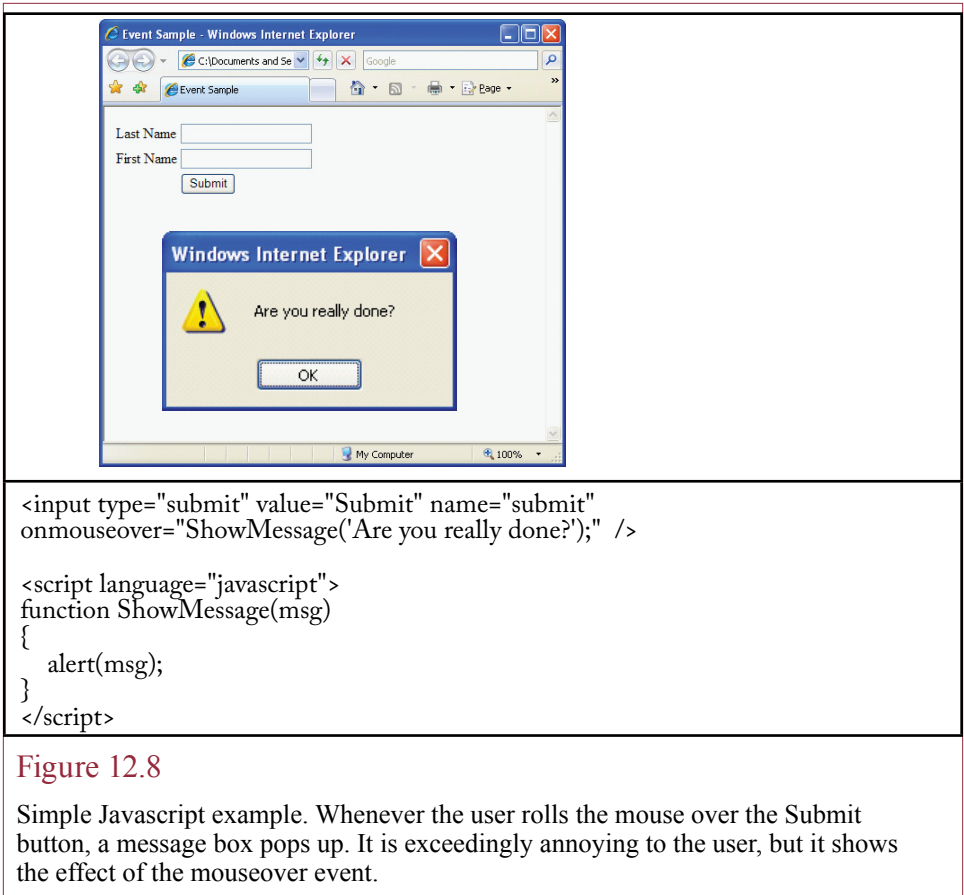 Event Sample - Windows Internet Explorer
C:\Documents and Se
Google
Event Sample
Page
»
Last Name
First Name
Submit
Windows Internet Explorer
Are you really done?
OK
My Computer
100%
<input type="submit" value="Submit" name="submit"
onmouseover="ShowMessage('Are you really done?');" />
<script language="javascript">
function ShowMessage(msg)
{
alert(msg);
}
</script>
Figure 12.8
Simple Javascript example. Whenever the user rolls the mouse over the Submit
button, a message box pops up. It is exceedingly annoying to the user, but it shows
the effect of the mouseover event.